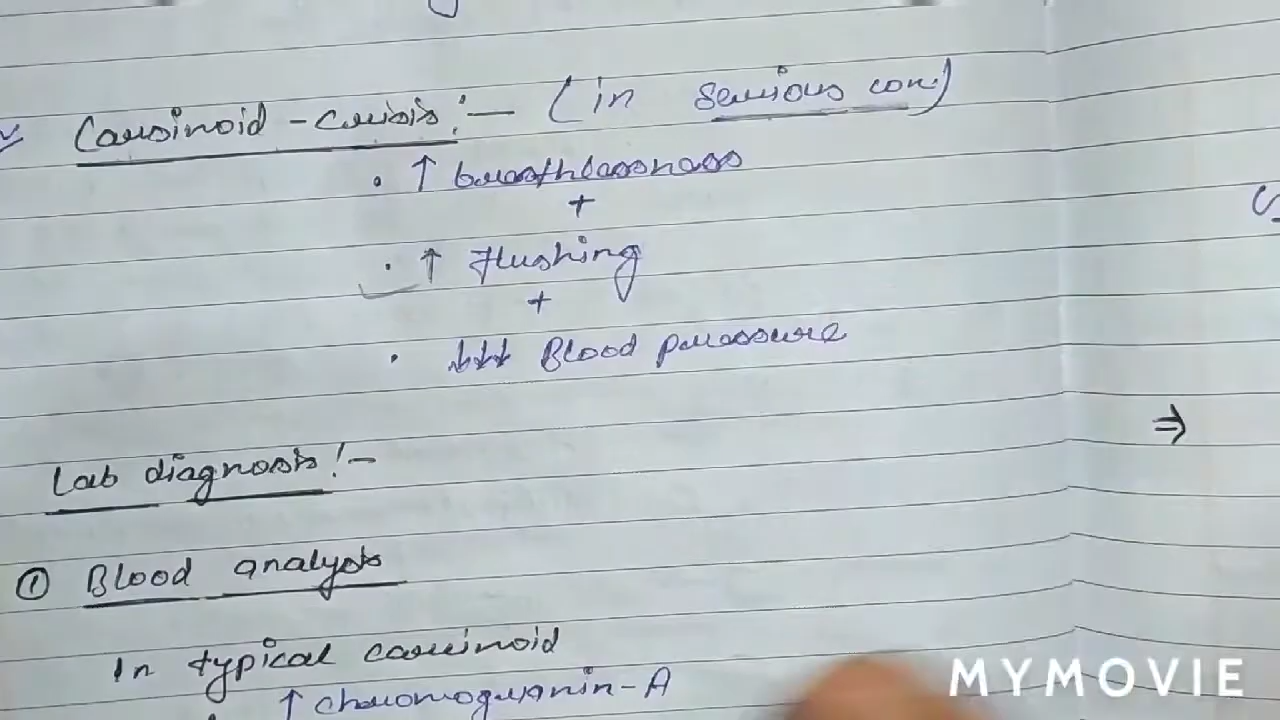 Carcinoid - crisis :- (in serious con.)
• ↑ breathlessness
+
• ↑ flushing
+
• ↓↓↓ Blood pressure
⇒
Lab diagnosis :-
① Blood analysis
In typical carcinoid
↑ chromogranin-A
MYMOVIE